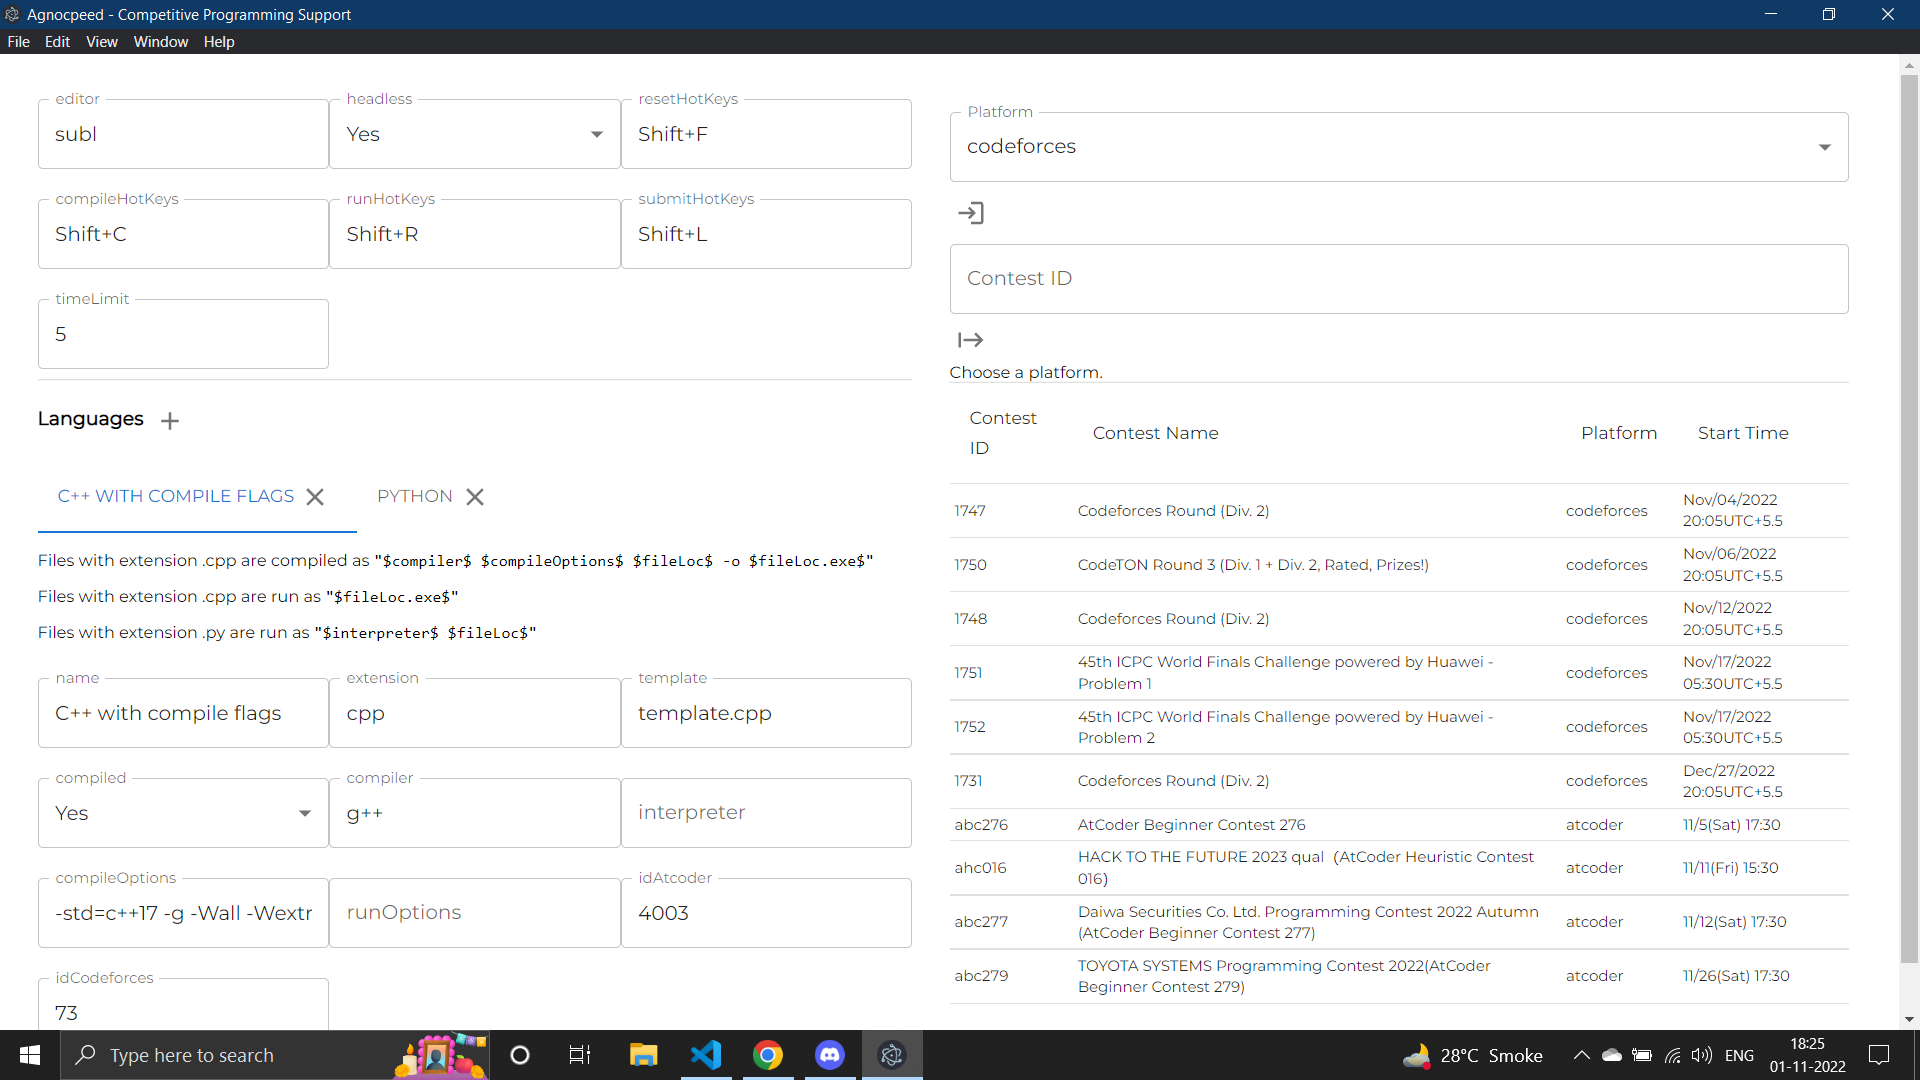 Agnocpeed - Competitive Programming Support
File Edit View Window Help
editor
subl
headless
Yes
resetHotKeys
Shift+F
compileHotKeys
Shift+C
runHotKeys
Shift+R
submitHotKeys
Shift+L
timeLimit
5
Languages
C++ WITH COMPILE FLAGS
PYTHON
Files with extension .cpp are compiled as "$compiler$ $compileOptions$ $fileLoc$ -o $fileLoc.exe$"
Files with extension .cpp are run as "$fileLoc.exe$"
Files with extension .py are run as "$interpreter$ $fileLoc$"
name
C++ with compile flags
extension
cpp
template
template.cpp
compiled
Yes
compiler
g++
interpreter
compileOptions
-std=c++17 -g -Wall -Wextr
runOptions
idAtcoder
4003
idCodeforces
73
Platform
codeforces
Contest ID
Choose a platform.
Contest
ID
Contest Name
Platform
Start Time
1747
Codeforces Round (Div. 2)
codeforces
Nov/04/2022
20:05UTC+5.5
1750
CodeTON Round 3 (Div. 1 + Div. 2, Rated, Prizes!)
codeforces
Nov/06/2022
20:05UTC+5.5
1748
Codeforces Round (Div. 2)
codeforces
Nov/12/2022
20:05UTC+5.5
1751
45th ICPC World Finals Challenge powered by Huawei -
Problem 1
codeforces
Nov/17/2022
05:30UTC+5.5
1752
45th ICPC World Finals Challenge powered by Huawei -
Problem 2
codeforces
Nov/17/2022
05:30UTC+5.5
1731
Codeforces Round (Div. 2)
codeforces
Dec/27/2022
20:05UTC+5.5
abc276
AtCoder Beginner Contest 276
atcoder
11/5(Sat) 17:30
ahc016
HACK TO THE FUTURE 2023 qual（AtCoder Heuristic Contest
016）
atcoder
11/11(Fri) 15:30
abc277
Daiwa Securities Co. Ltd. Programming Contest 2022 Autumn
(AtCoder Beginner Contest 277)
atcoder
11/12(Sat) 17:30
abc279
TOYOTA SYSTEMS Programming Contest 2022(AtCoder
Beginner Contest 279)
atcoder
11/26(Sat) 17:30
Type here to search
28°C Smoke
ENG
18:25
01-11-2022